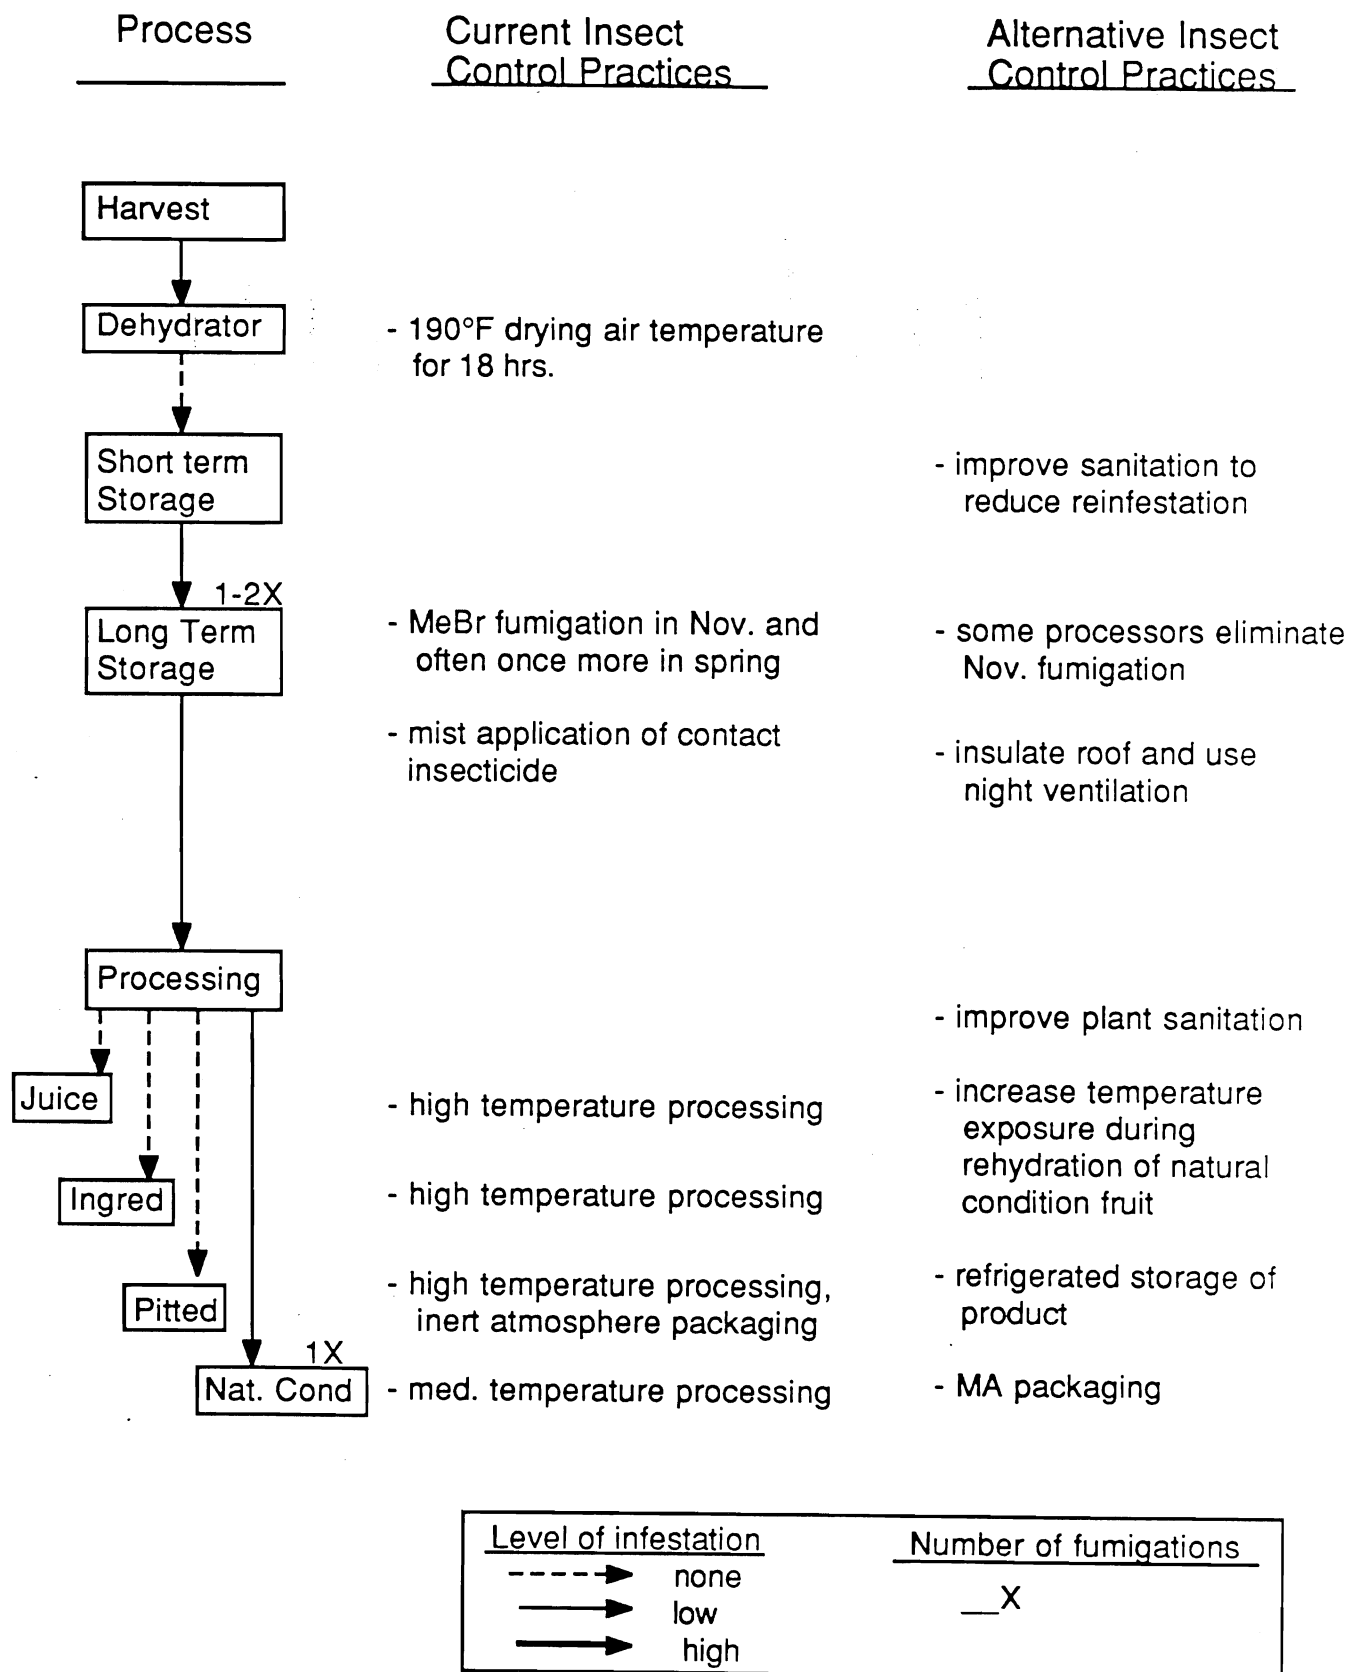 Process
Current Insect
Control Practices
Alternative Insect
Control Practices
Harvest
Dehydrator
- 190°F drying air temperature
for 18 hrs.
Short term
Storage
- improve sanitation to
reduce reinfestation
1-2X
Long Term
Storage
- MeBr fumigation in Nov. and
often once more in spring
- some processors eliminate
Nov. fumigation
- mist application of contact
insecticide
- insulate roof and use
night ventilation
Processing
- improve plant sanitation
Juice
- high temperature processing
- increase temperature
exposure during
rehydration of natural
condition fruit
Ingred
- high temperature processing
Pitted
- high temperature processing,
inert atmosphere packaging
- refrigerated storage of
product
1X
Nat. Cond
- med. temperature processing
- MA packaging
Level of infestation
none
low
high
Number of fumigations
__X